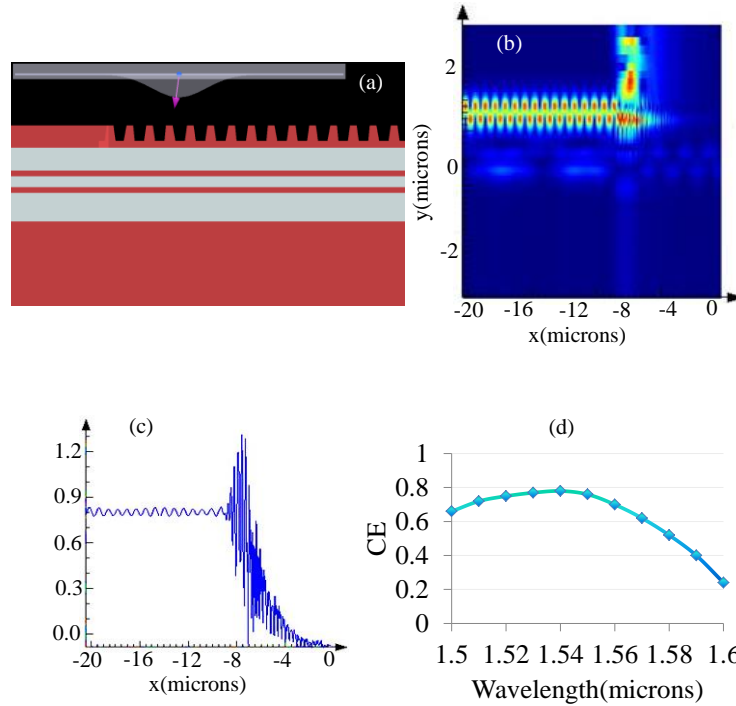 (a)
(b)
2
0
-2
y(microns)
-20 -16 -12 -8 -4 0
x(microns)
(c)
1.2
0.9
0.6
0.3
0.0
-20 -16 -12 -8 -4 0
x(microns)
(d)
1
0.8
0.6
0.4
0.2
0
CE
1.5 1.52 1.54 1.56 1.58 1.6
Wavelength(microns)